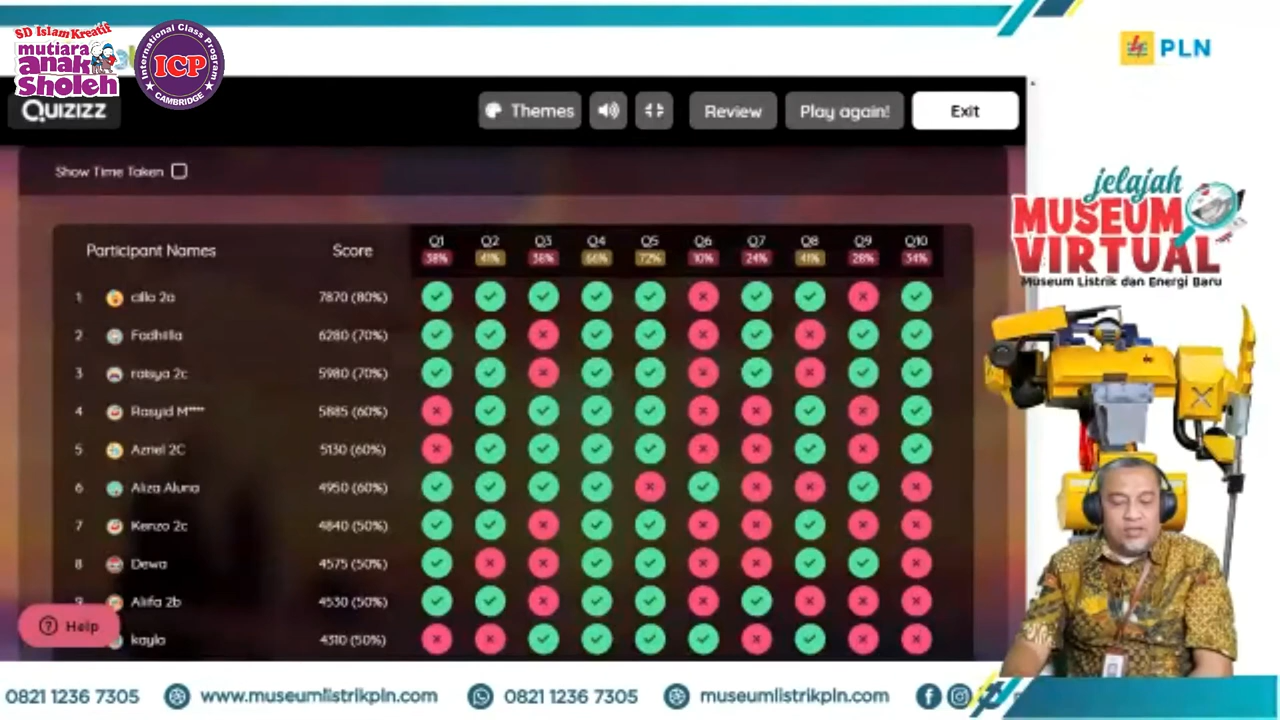 SD Islam Kreatif
mutiara
anak
Sholeh
International Class Program
ICP
CAMBRIDGE
PLN
QUIZIZZ
Themes
Review
Play again!
Exit
Show Time Taken
jelajah
MUSEUM
VIRTUAL
Museum Listrik dan Energi Baru
Participant Names Score Q1 Q2 Q3 Q4 Q5 Q6 Q7 Q8 Q9 Q10
38% 41% 38% 66% 72% 10% 24% 41% 28% 34%
1 cilla 2a 7870 (80%)
2 Fadhilla 6280 (70%)
3 raisya 2c 5980 (70%)
4 Rasyid M**** 5885 (60%)
5 Azriel 2C 5130 (60%)
6 Aliza Aluna 4950 (60%)
7 Kenzo 2c 4840 (50%)
8 Dewa 4575 (50%)
9 Alifa 2b 4530 (50%)
kayla 4310 (50%)
Help
0821 1236 7305 www.museumlistrikpln.com 0821 1236 7305 museumlistrikpln.com